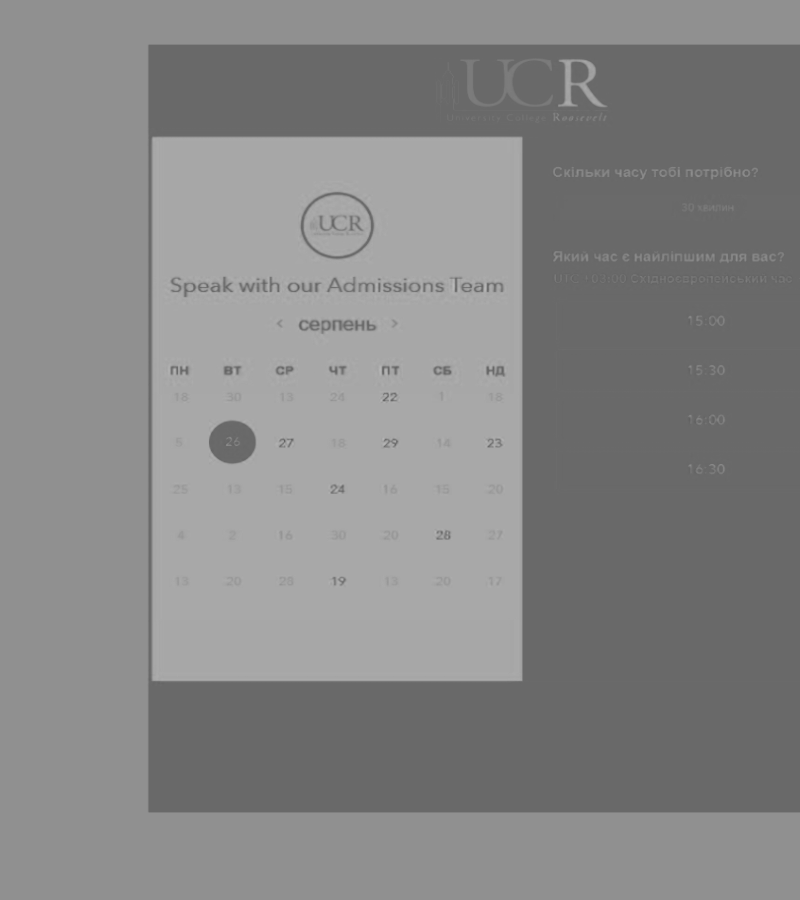 UCR
University College Roosevelt
UCR
Speak with our Admissions Team
< серпень >
ПН ВТ СР ЧТ ПТ СБ НД
18 30 13 24 22 1 18
5 26 27 18 29 14 23
25 13 15 24 16 15 20
4 2 16 30 20 28 27
13 20 28 19 13 20 17
Скільки часу тобі потрібно?
30 хвилин
Який час є найліпшим для вас?
UTC +03:00 Східноєвропейський час
15:00
15:30
16:00
16:30